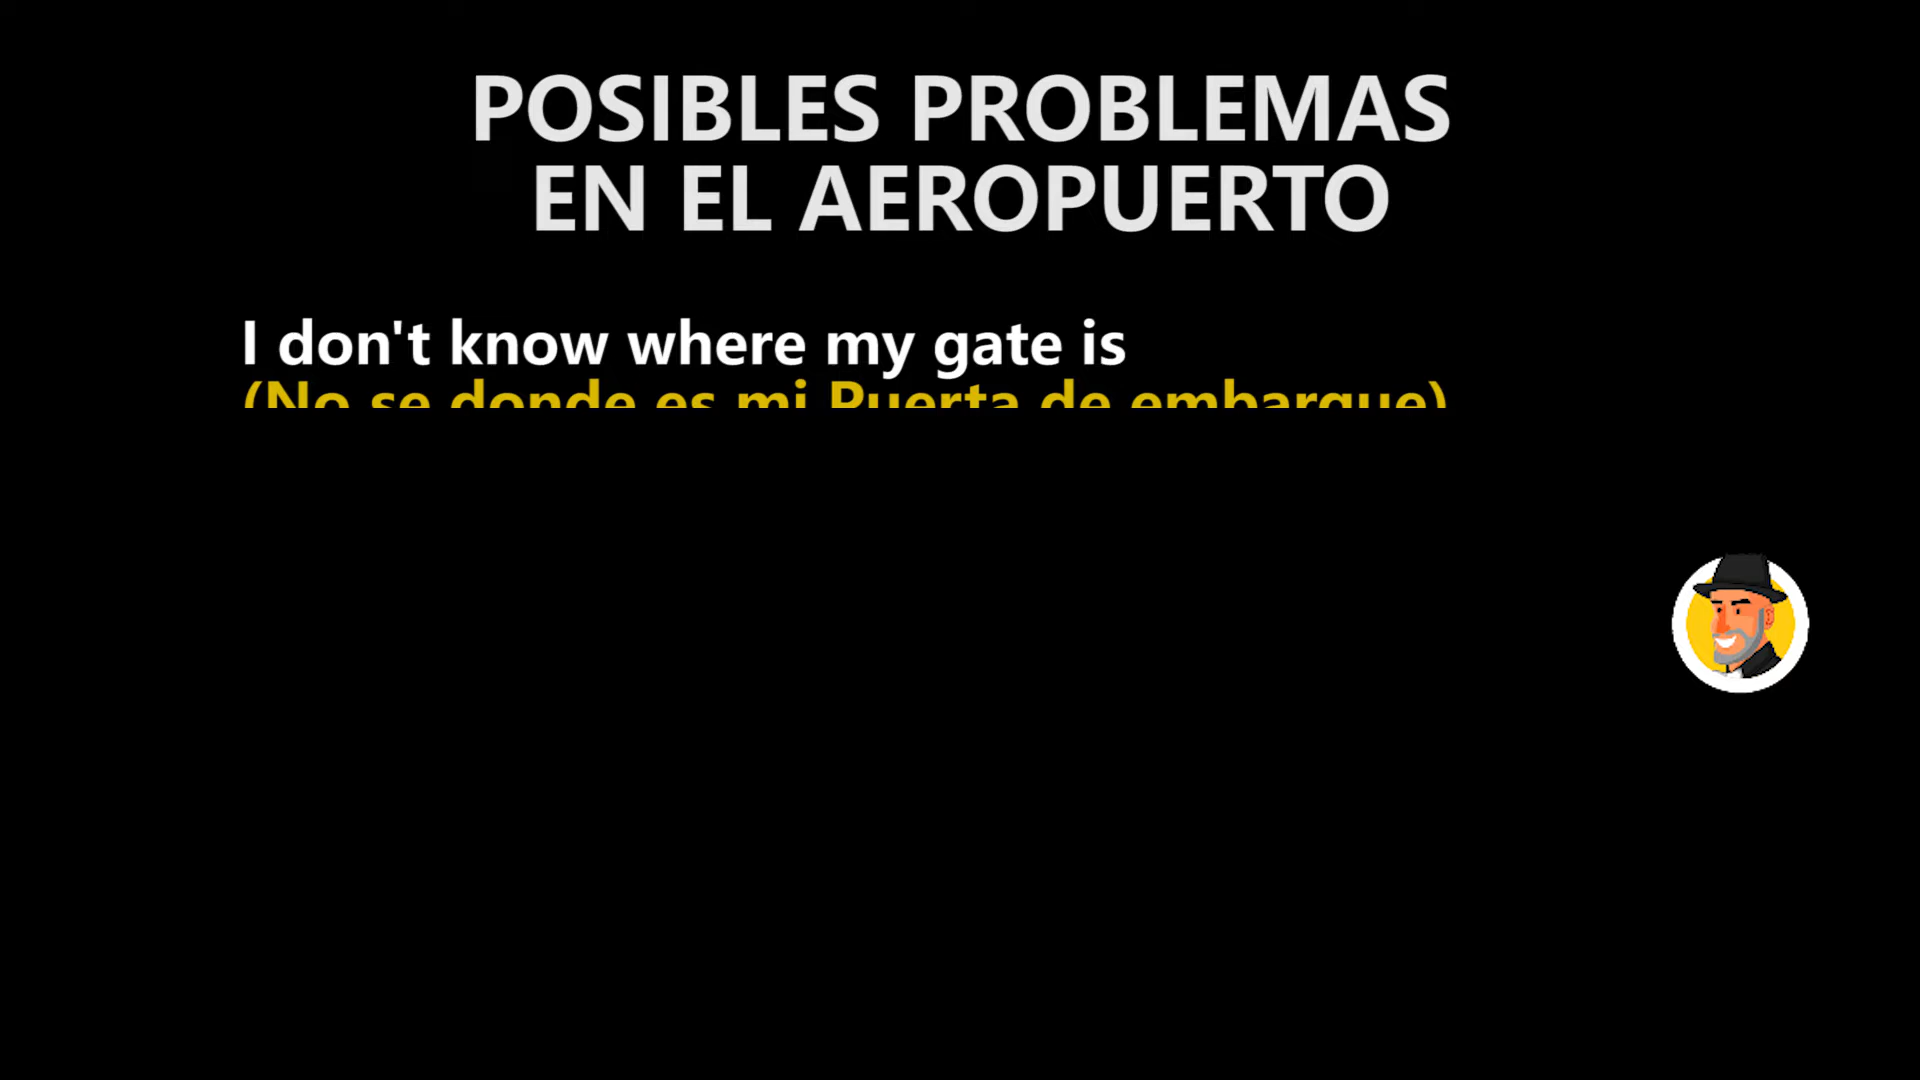 POSIBLES PROBLEMAS
EN EL AEROPUERTO
I don't know where my gate is
(No se donde es mi Puerta de embarque)